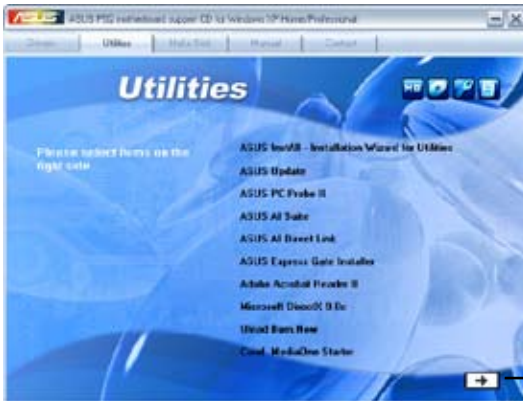 ASUS
ASUS P5Q motherboard support CD for Windows XP Home/Professional
Drivers
Utilities
Make Disk
Manual
Contact
Utilities
Please select items on the
right side
ASUS InstAll - Installation Wizard for Utilities
ASUS Update
ASUS PC Probe II
ASUS AI Suite
ASUS AI Direct Link
ASUS Express Gate Installer
Adobe Acrobat Reader 8
Microsoft DirectX 9.0c
Ulead Burn.Now
Corel MediaOne Starter